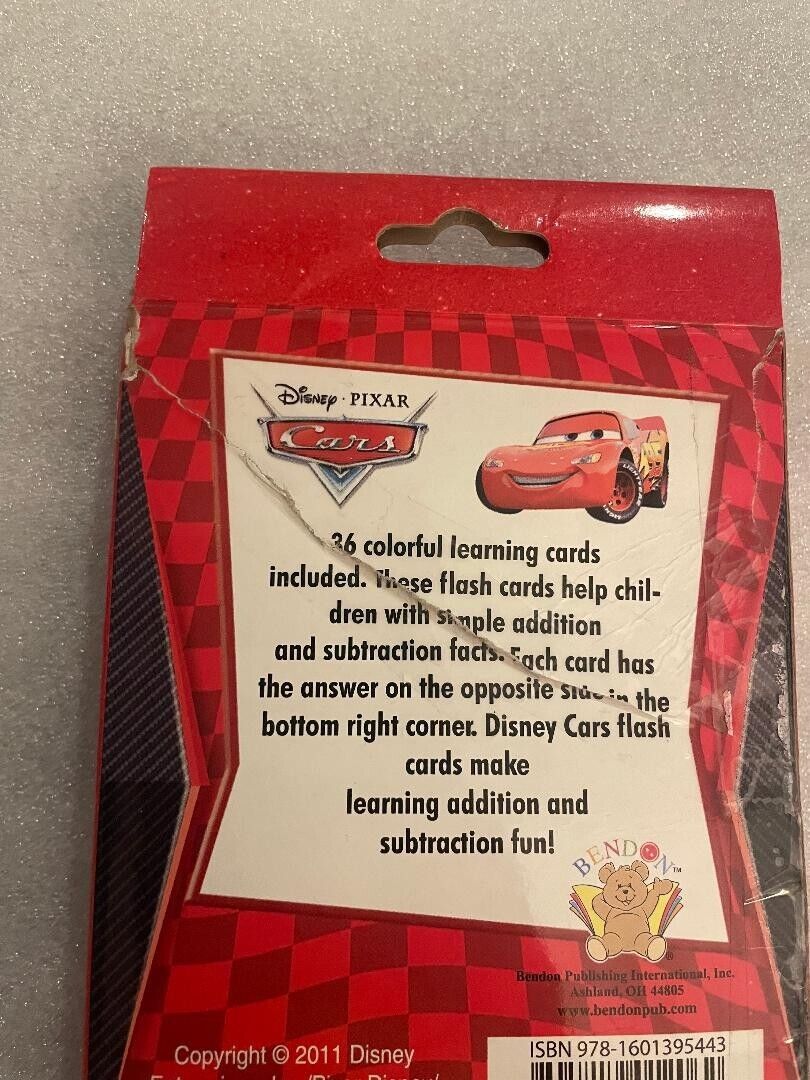 Disney · PIXAR
Cars
36 colorful learning cards
included. These flash cards help chil-
dren with simple addition
and subtraction facts. Each card has
the answer on the opposite side in the
bottom right corner. Disney Cars flash
cards make
learning addition and
subtraction fun!
BENDON™
Bendon Publishing International, Inc.
Ashland, OH 44805
www.bendonpub.com
Copyright © 2011 Disney
ISBN 978-1601395443